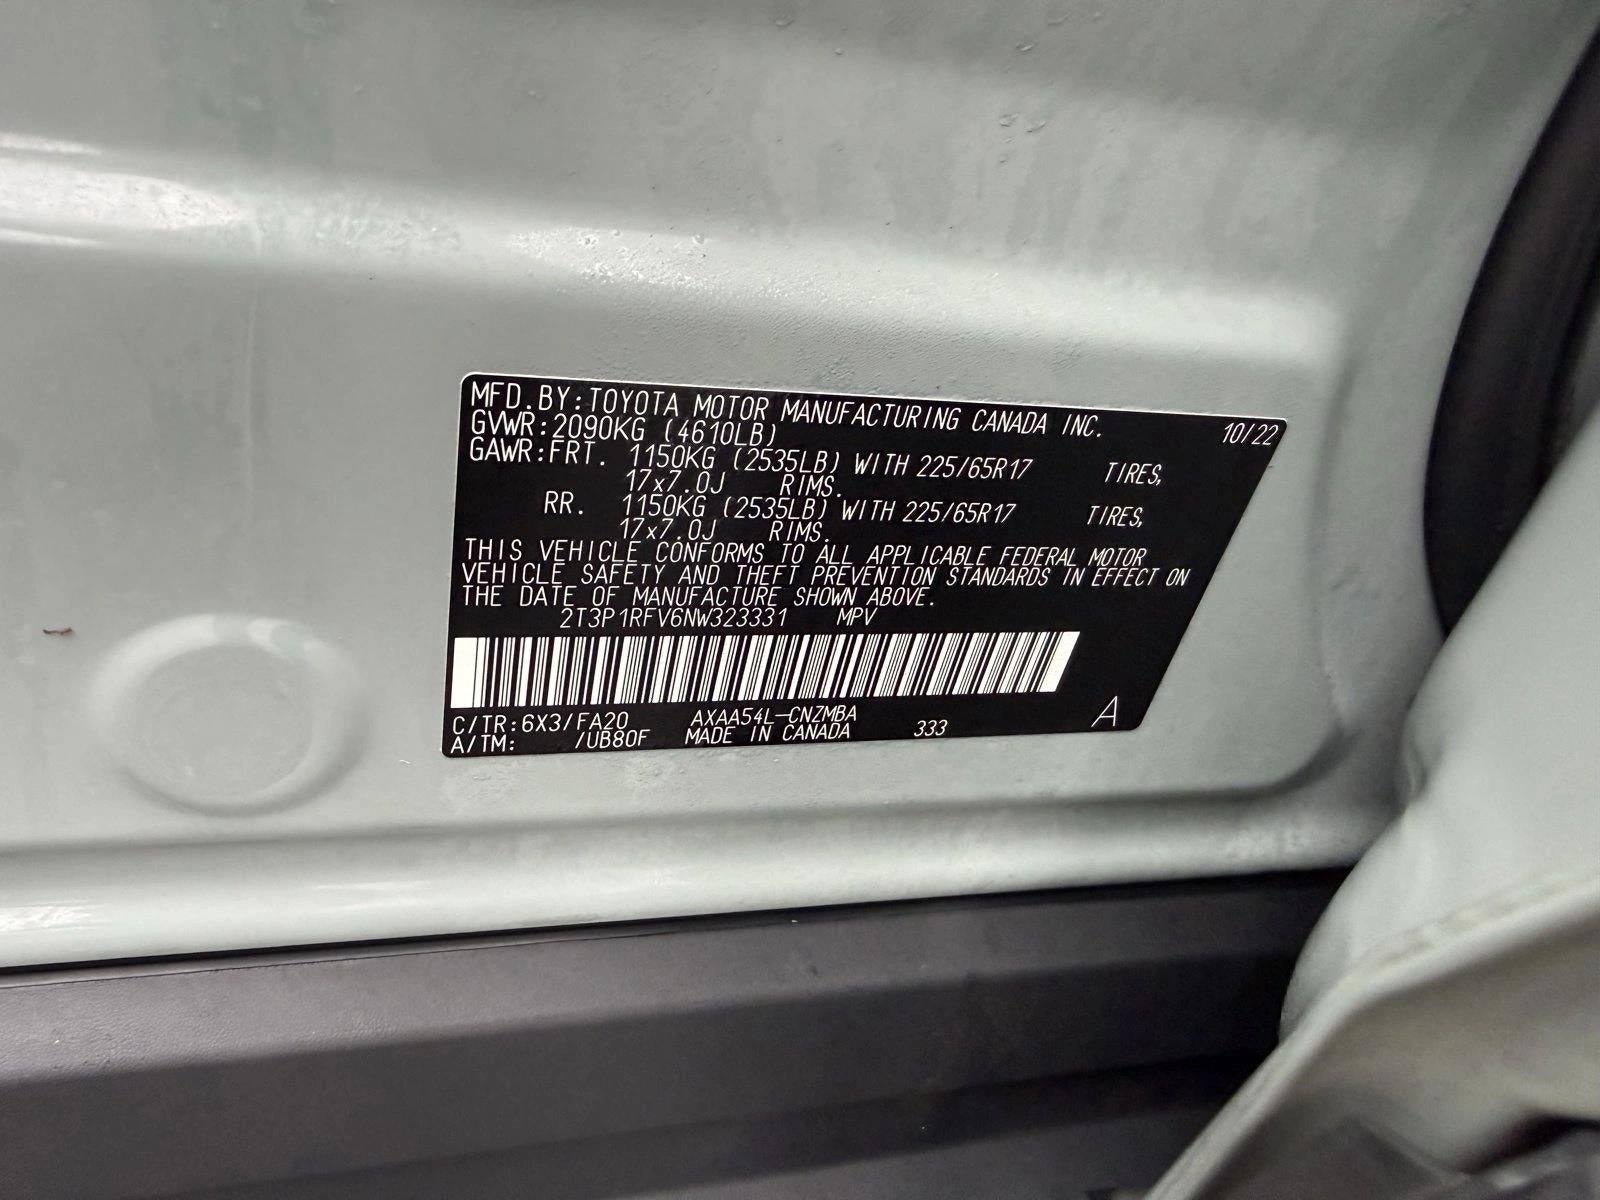 MFD. BY: TOYOTA MOTOR MANUFACTURING CANADA INC. 10/22
GVWR: 2090KG (4610LB)
GAWR: FRT. 1150KG (2535LB) WITH 225/65R17 TIRES,
17x7.0J RIMS.
RR. 1150KG (2535LB) WITH 225/65R17 TIRES,
17x7.0J RIMS.
THIS VEHICLE CONFORMS TO ALL APPLICABLE FEDERAL MOTOR
VEHICLE SAFETY AND THEFT PREVENTION STANDARDS IN EFFECT ON
THE DATE OF MANUFACTURE SHOWN ABOVE.
2T3P1RFV6NW323331 MPV
C/TR: 6X3/FA20 AXAA54L-CNZMBA 333 A
A/TM: /UB80F MADE IN CANADA